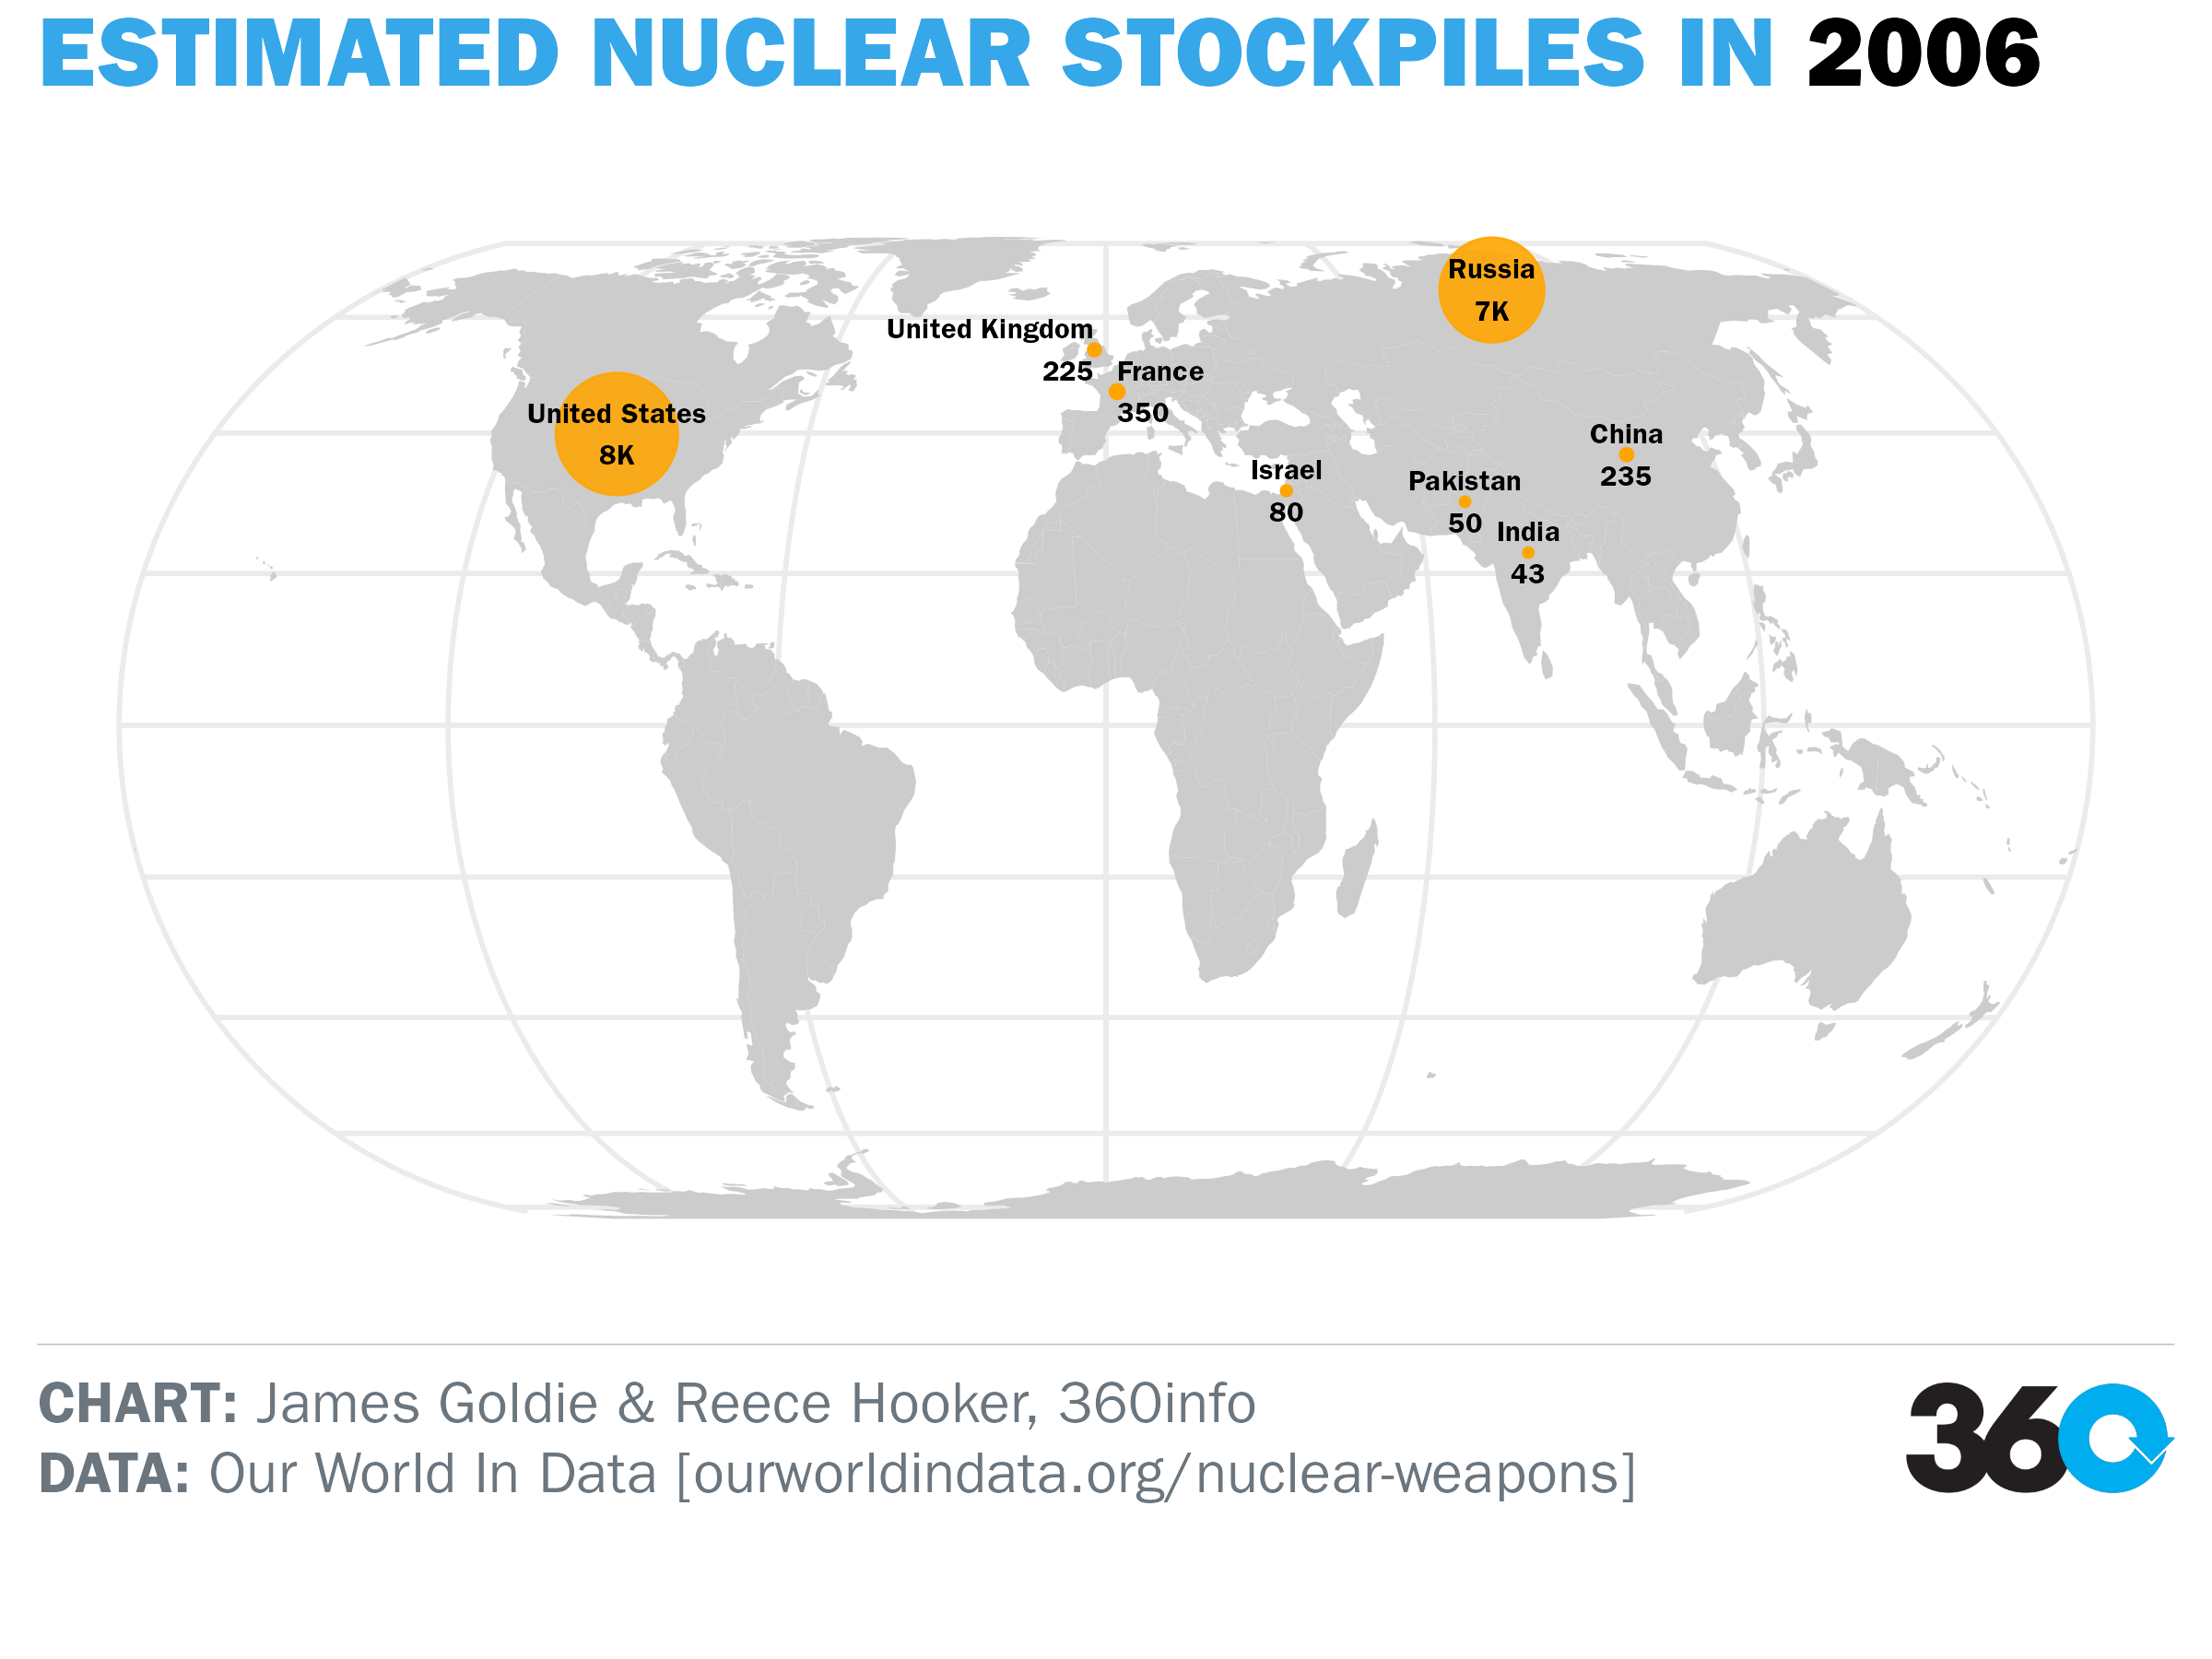 ESTIMATED NUCLEAR STOCKPILES IN 2006
Russia
7K
United Kingdom
225
France
350
United States
8K
China
235
Israel
80
Pakistan
50
India
43
CHART: James Goldie & Reece Hooker, 360info
DATA: Our World In Data [ourworldindata.org/nuclear-weapons]
360